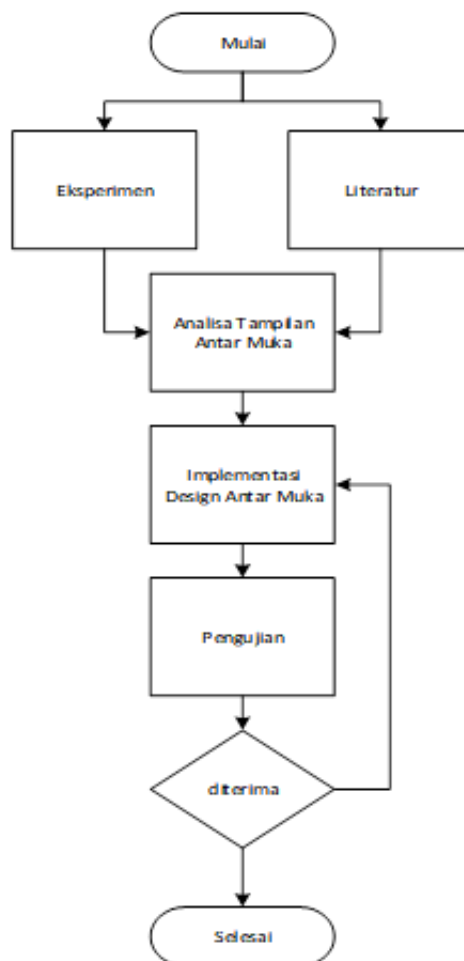 Mulai
Eksperimen
Literatur
Analisa Tampilan
Antar Muka
Implementasi
Design Antar Muka
Pengujian
diterima
Selesai